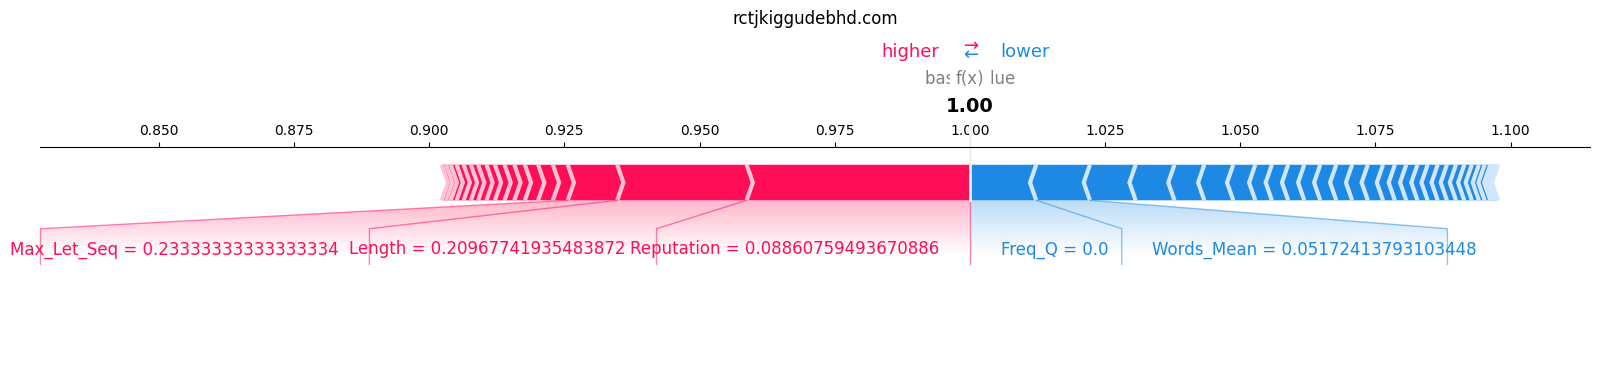 rctjkiggudebhd.com
higher → ← lower
bas f(x) lue
1.00
0.850 0.875 0.900 0.925 0.950 0.975 1.000 1.025 1.050 1.075 1.100
Max_Let_Seq = 0.23333333333333334 Length = 0.20967741935483872 Reputation = 0.08860759493670886 Freq_Q = 0.0 Words_Mean = 0.05172413793103448